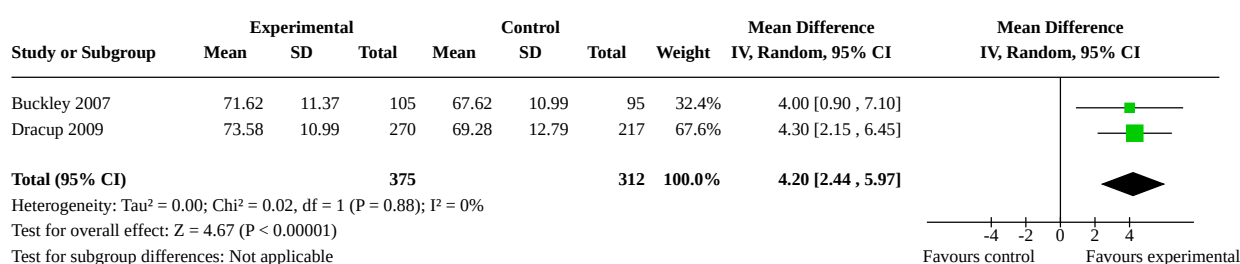 Experimental Control Mean Difference Mean Difference
Study or Subgroup Mean SD Total Mean SD Total Weight IV, Random, 95% CI IV, Random, 95% CI
Buckley 2007 71.62 11.37 105 67.62 10.99 95 32.4% 4.00 [0.90 , 7.10]
Dracup 2009 73.58 10.99 270 69.28 12.79 217 67.6% 4.30 [2.15 , 6.45]
Total (95% CI) 375 312 100.0% 4.20 [2.44 , 5.97]
Heterogeneity: Tau² = 0.00; Chi² = 0.02, df = 1 (P = 0.88); I² = 0%
Test for overall effect: Z = 4.67 (P < 0.00001)
-4 -2 0 2 4
Test for subgroup differences: Not applicable Favours control Favours experimental